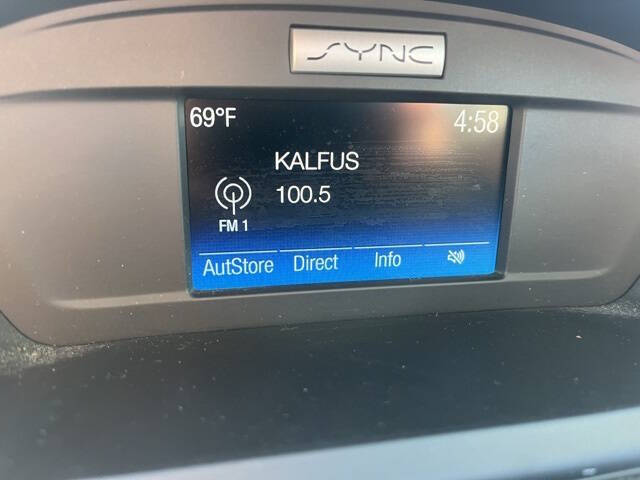 SYNC
69°F 4:58
KALFUS
100.5
FM 1
AutStore Direct Info